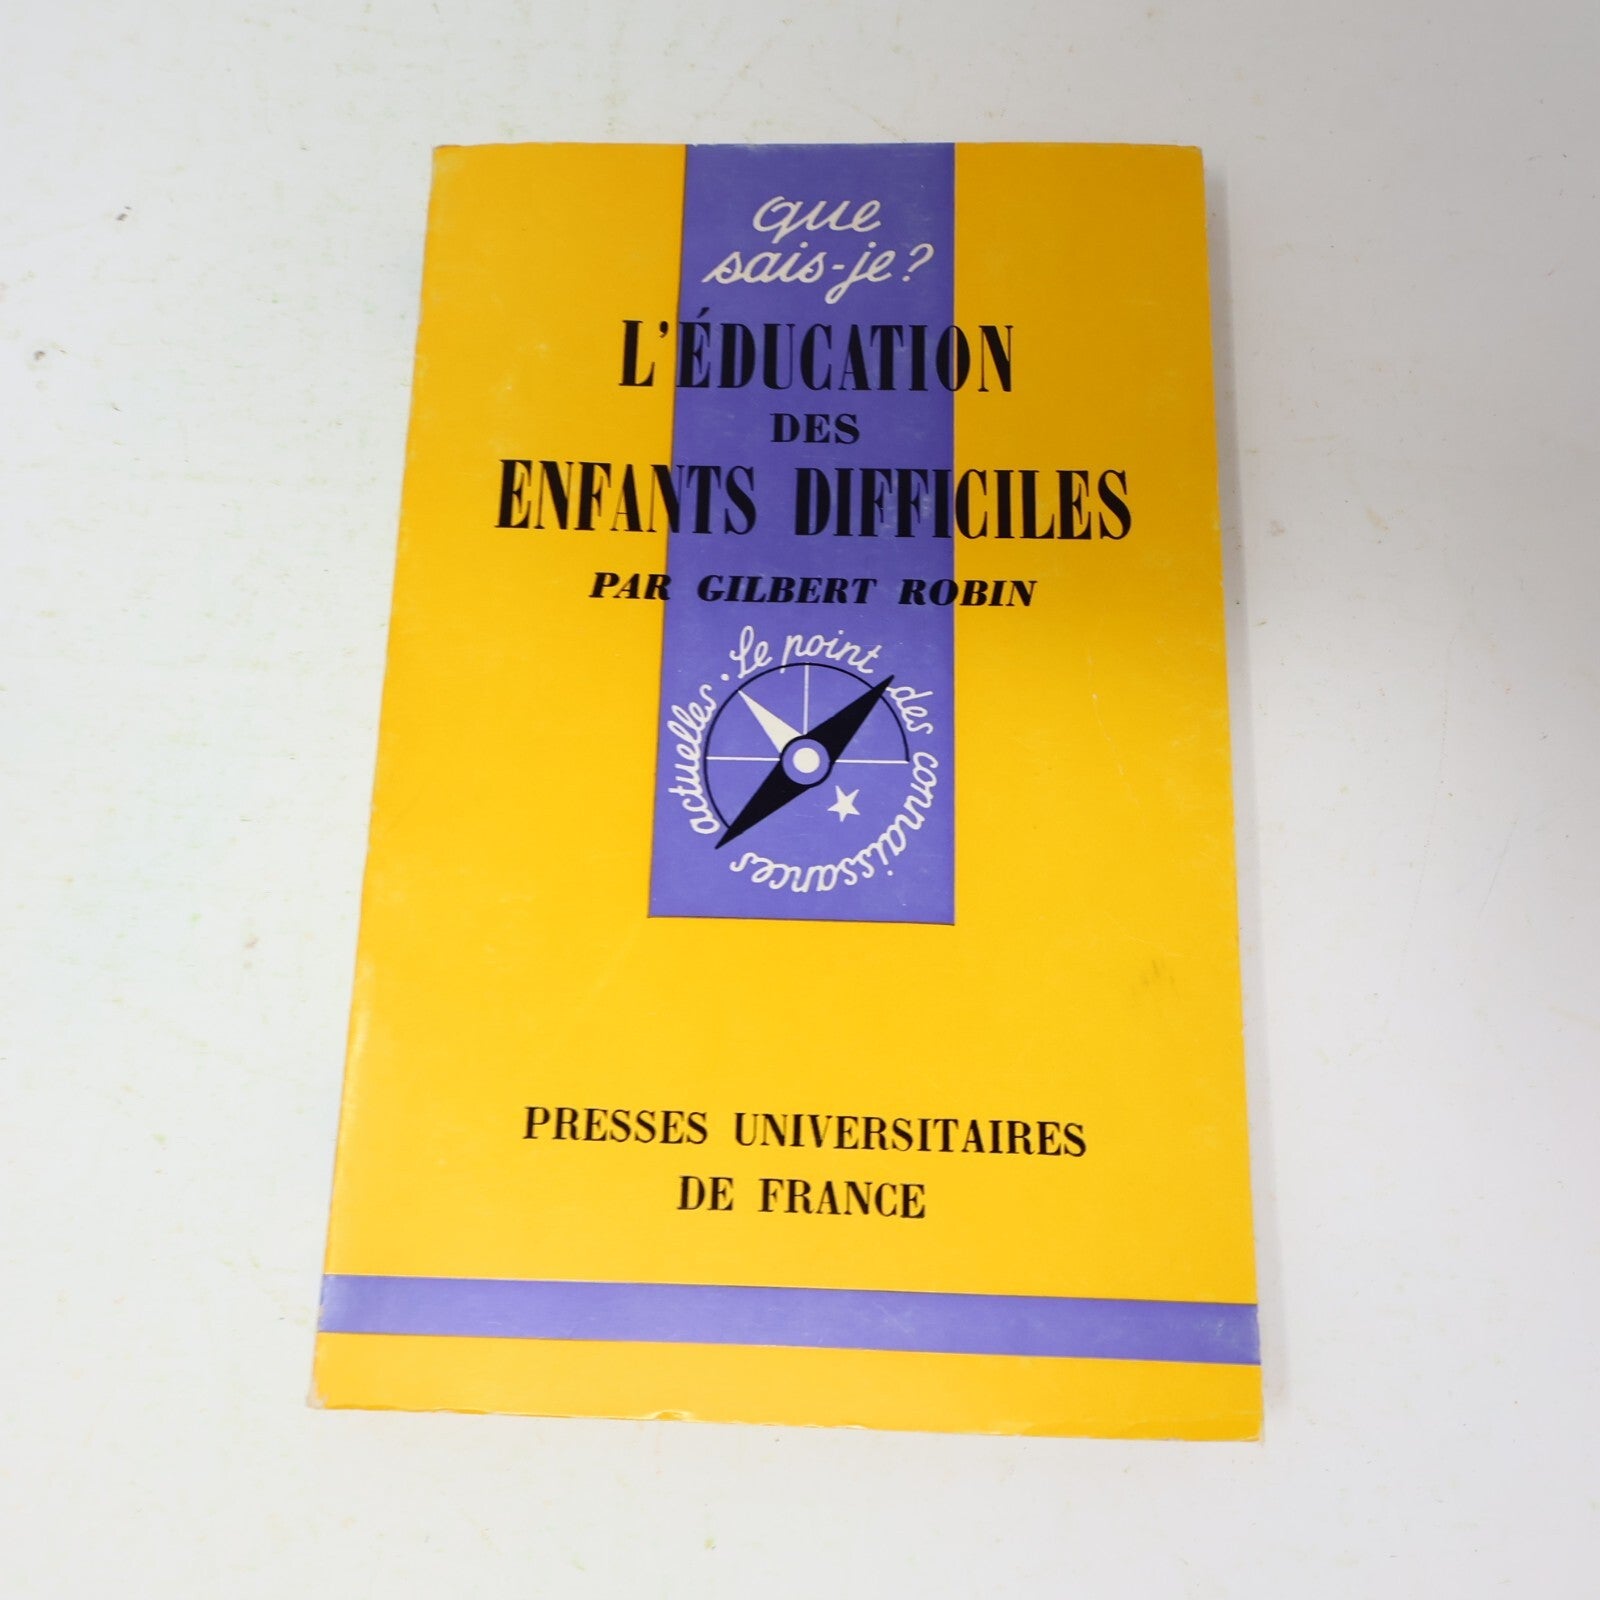 que
sais-je?
L'ÉDUCATION
DES
ENFANTS DIFFICILES
PAR GILBERT ROBIN
Le point des connaissances actuelles.
PRESSES UNIVERSITAIRES
DE FRANCE